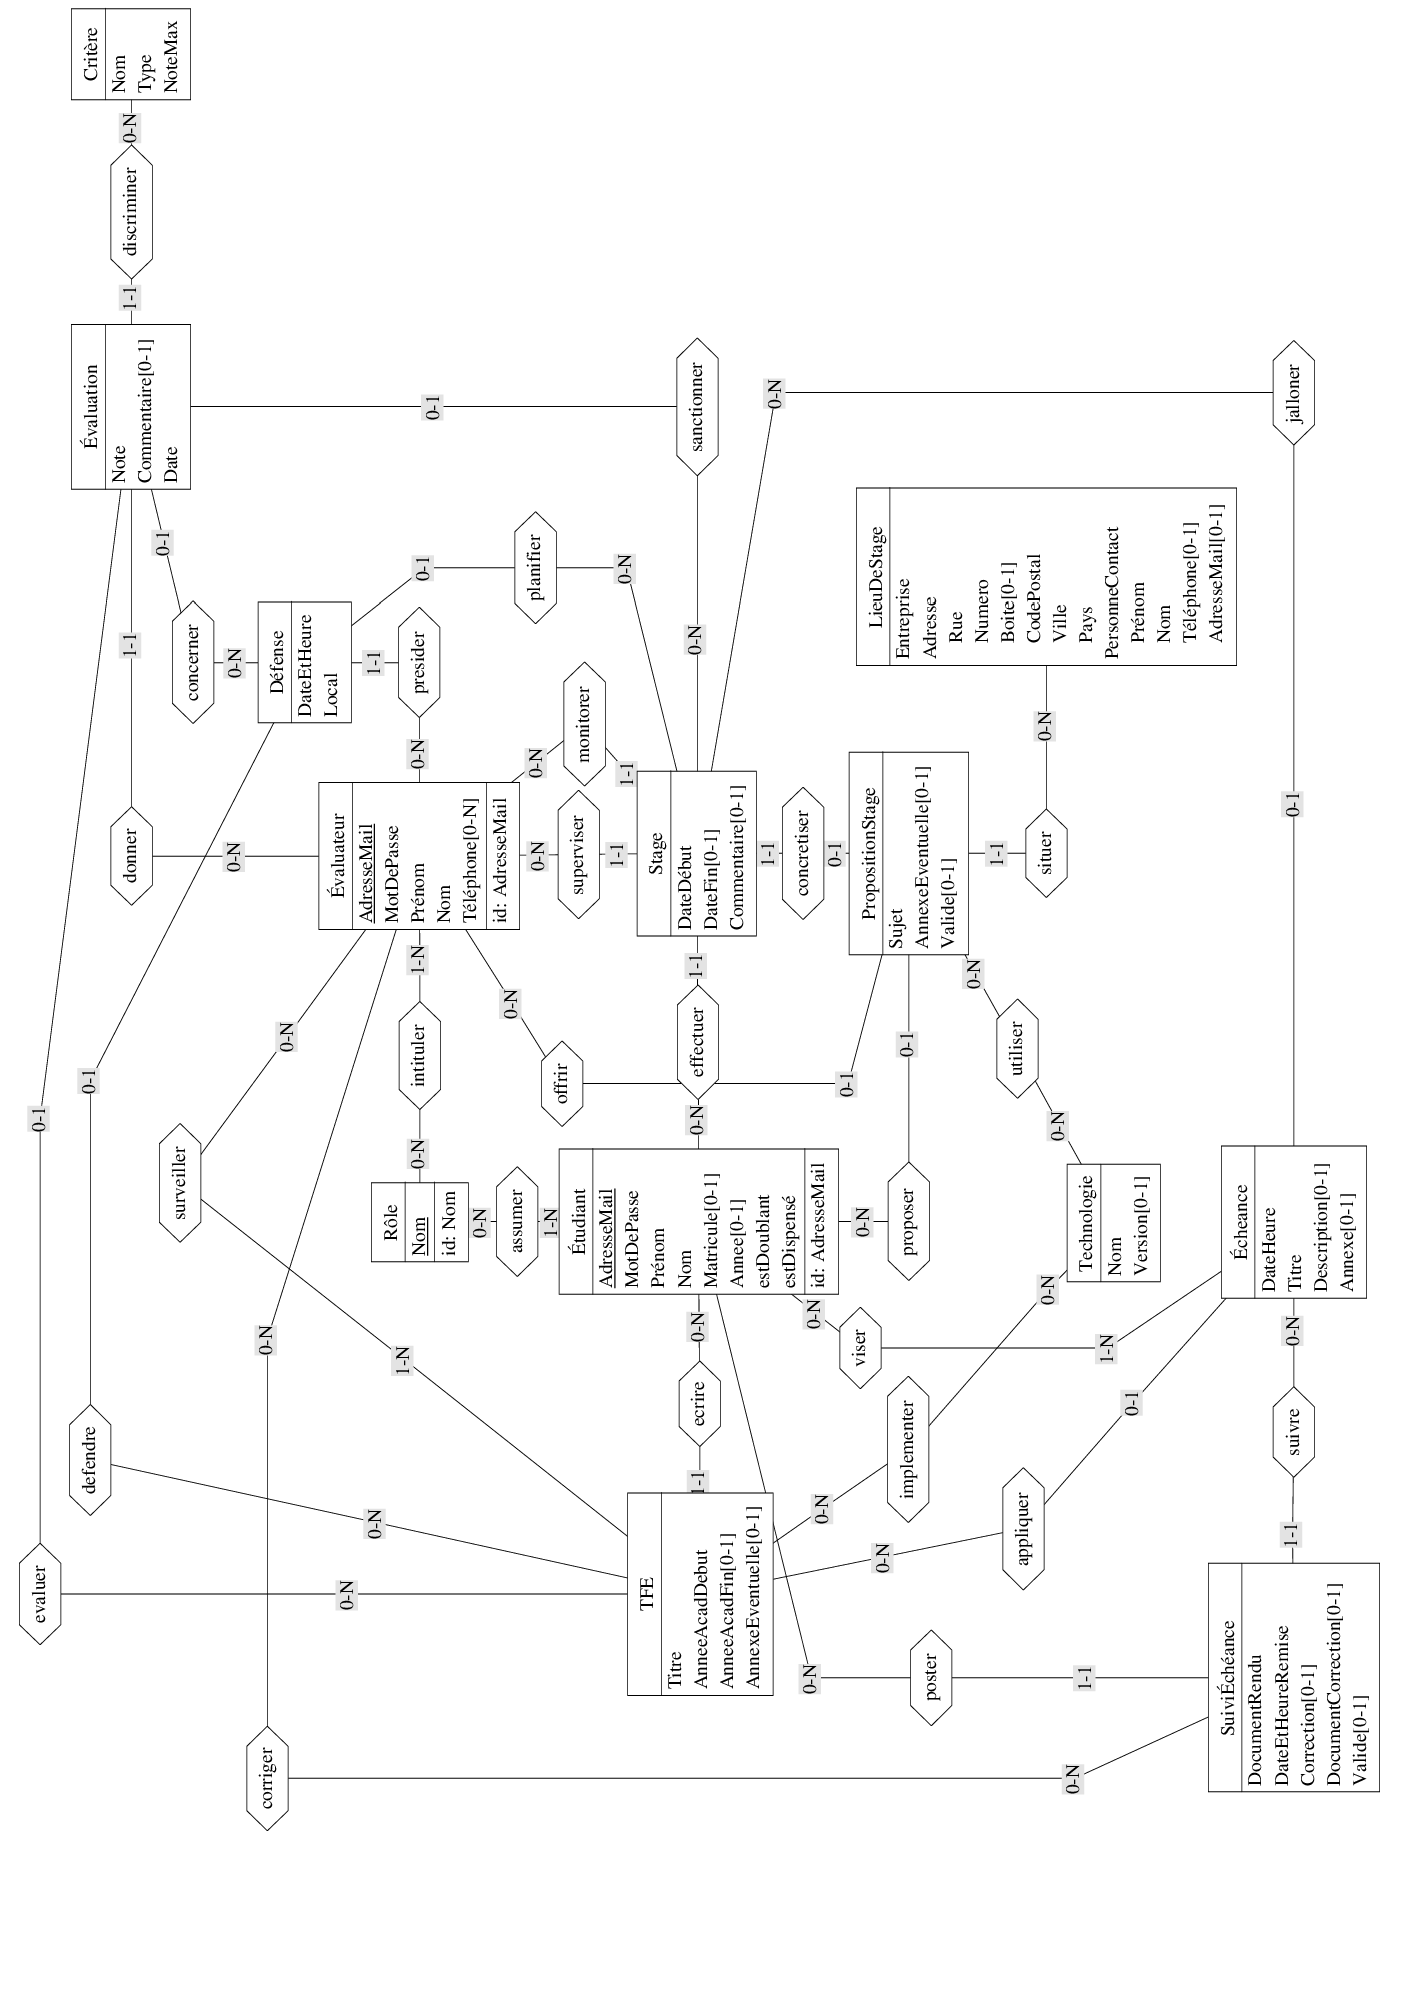 Critère
Nom
Type
NoteMax
0-N
discriminer
1-1
Évaluation
Note
Commentaire[0-1]
Date
0-1
sanctionner
0-N
0-N
jalloner
0-1
0-1
concerner
0-N
1-1
donner
0-N
Défense
DateEtHeure
Local
0-1
planifier
0-N
1-1
presider
0-N
0-N
monitorer
1-1
Évaluateur
AdresseMail
MotDePasse
Prénom
Nom
Téléphone[0-N]
id: AdresseMail
0-N
superviser
1-1
Stage
DateDébut
DateFin[0-1]
Commentaire[0-1]
1-1
concretiser
0-1
PropositionStage
Sujet
AnnexeEventuelle[0-1]
Valide[0-1]
1-1
situer
0-N
LieuDeStage
Entreprise
Adresse
Rue
Numero
Boite[0-1]
CodePostal
Ville
Pays
PersonneContact
Prénom
Nom
Téléphone[0-1]
AdresseMail[0-1]
0-1
evaluer
0-N
0-1
defendre
0-N
0-N
surveiller
1-N
0-N
corriger
0-N
1-N
intituler
0-N
0-N
offrir
0-1
1-1
effectuer
0-N
0-1
proposer
0-N
0-N
utiliser
0-N
Rôle
Nom
id: Nom
0-N
assumer
1-N
Étudiant
AdresseMail
MotDePasse
Prénom
Nom
Matricule[0-1]
Annee[0-1]
estDoublant
estDispensé
id: AdresseMail
Technologie
Nom
Version[0-1]
0-N
implementer
0-N
Écheance
DateHeure
Titre
Description[0-1]
Annexe[0-1]
0-N
viser
1-N
0-N
ecrire
1-1
0-1
appliquer
0-N
0-N
suivre
1-1
TFE
Titre
AnneeAcadDebut
AnneeAcadFin[0-1]
AnnexeEventuelle[0-1]
0-N
poster
1-1
SuiviÉchéance
DocumentRendu
DateEtHeureRemise
Correction[0-1]
DocumentCorrection[0-1]
Valide[0-1]